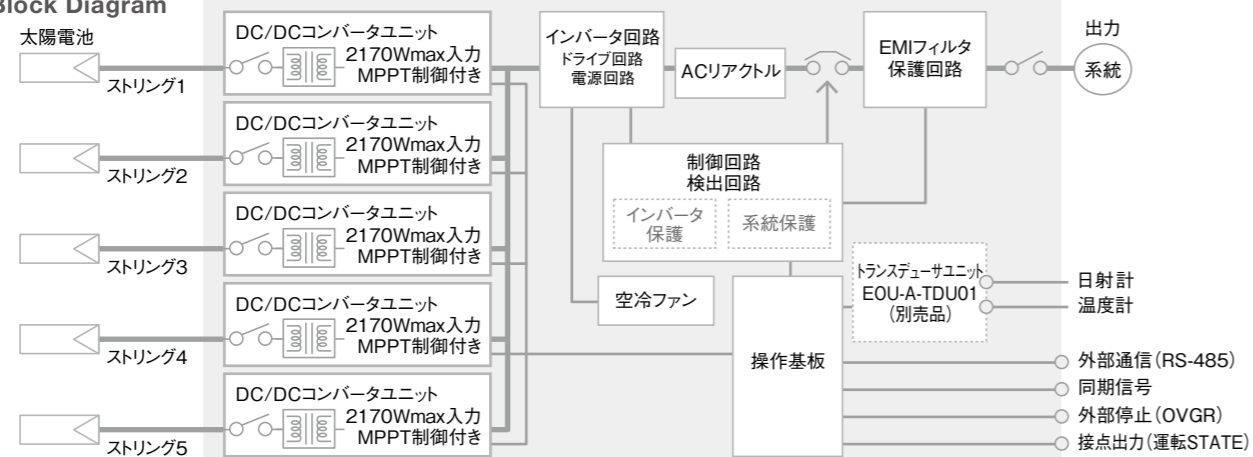 Block Diagram
太陽電池
ストリング1
ストリング2
ストリング3
ストリング4
ストリング5
DC/DCコンバータユニット
2170Wmax入力
MPPT制御付き
DC/DCコンバータユニット
2170Wmax入力
MPPT制御付き
DC/DCコンバータユニット
2170Wmax入力
MPPT制御付き
DC/DCコンバータユニット
2170Wmax入力
MPPT制御付き
DC/DCコンバータユニット
2170Wmax入力
MPPT制御付き
インバータ回路
ドライブ回路
電源回路
ACリアクトル
EMIフィルタ
保護回路
出力
系統
制御回路
検出回路
インバータ
保護
系統保護
空冷ファン
トランスデューサユニット
EOU-A-TDU01
(別売品)
操作基板
日射計
温度計
外部通信(RS-485)
同期信号
外部停止(OVGR)
接点出力(運転STATE)